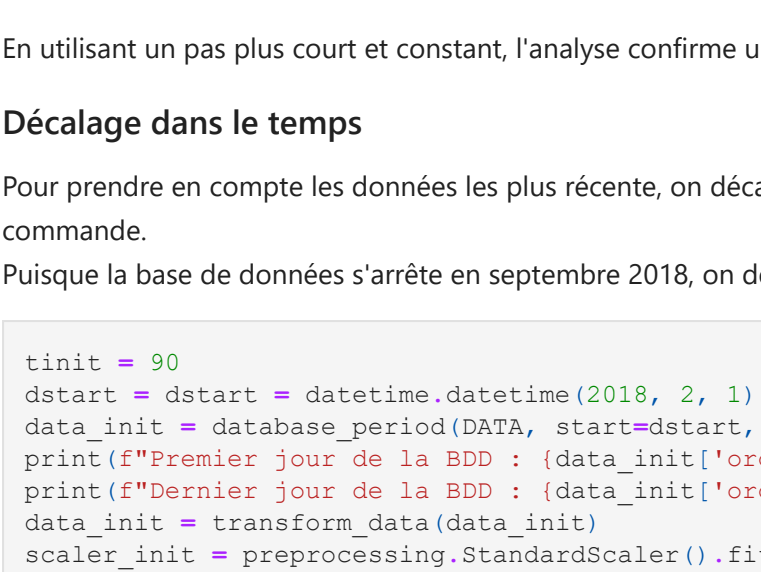 En utilisant un pas plus court et constant, l'analyse confirme
Décalage dans le temps
Pour prendre en compte les données les plus récente, on
commande.
Puisque la base de données s'arrête en septembre 2018, on
tinit = 90
dstart = dstart = datetime.datetime(2018, 2, 1)
data_init = database_period(DATA, start=dstart,
print(f"Premier jour de la BDD : {data_init['or
print(f"Dernier jour de la BDD : {data_init['or
data_init = transform_data(data_init)
scaler_init = preprocessing.StandardScaler().fi